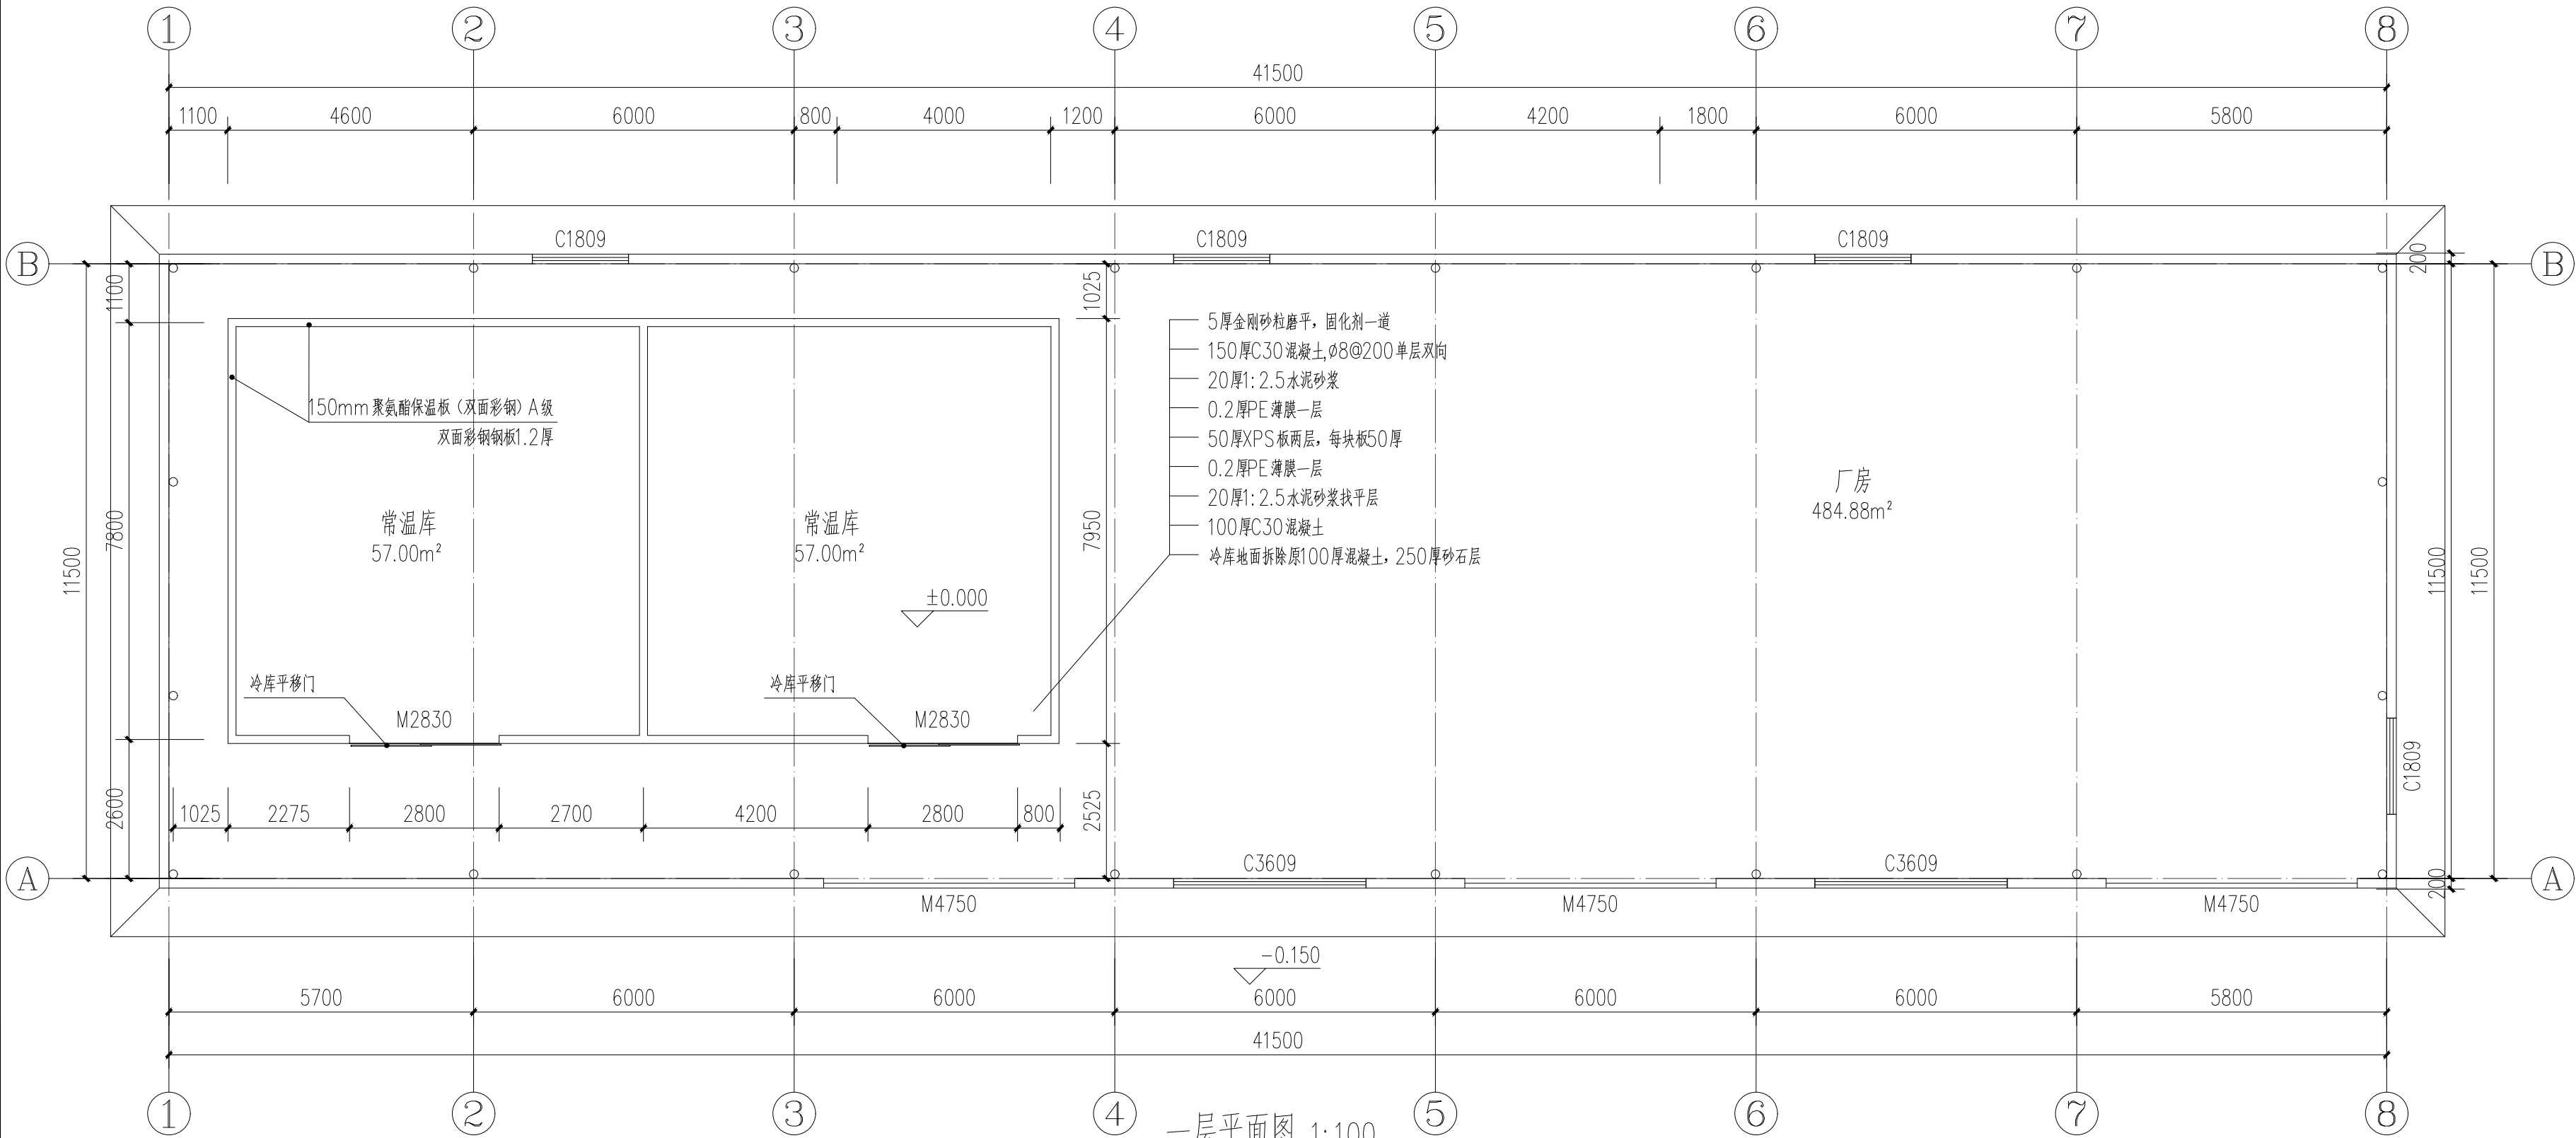 1 2 3 4 5 6 7 8
41500
1100 4600 6000 800 4000 1200 6000 4200 1800 6000 5800
C1809 C1809 C1809
B B
200
1100
1025
5厚金刚砂粒磨平，固化剂一道
150厚C30混凝土,Ø8@200单层双向
20厚1:2.5水泥砂浆
0.2厚PE薄膜一层
50厚XPS板两层，每块板50厚
0.2厚PE薄膜一层
20厚1:2.5水泥砂浆找平层
100厚C30混凝土
冷库地面拆除原100厚混凝土，250厚砂石层
150mm聚氨酯保温板（双面彩钢）A级
双面彩钢钢板1.2厚
厂房
484.88m²
常温库
57.00m²
常温库
57.00m²
7800
11500
7950
11500
11500
±0.000
冷库平移门
冷库平移门
M2830
M2830
C1809
2600
1025 2275 2800 2700 4200 2800 800
2525
C3609 C3609
A A
200
M4750 M4750 M4750
-0.150
5700 6000 6000 6000 6000 6000 5800
41500
1 2 3 4 5 6 7 8
一层平面图 1:100